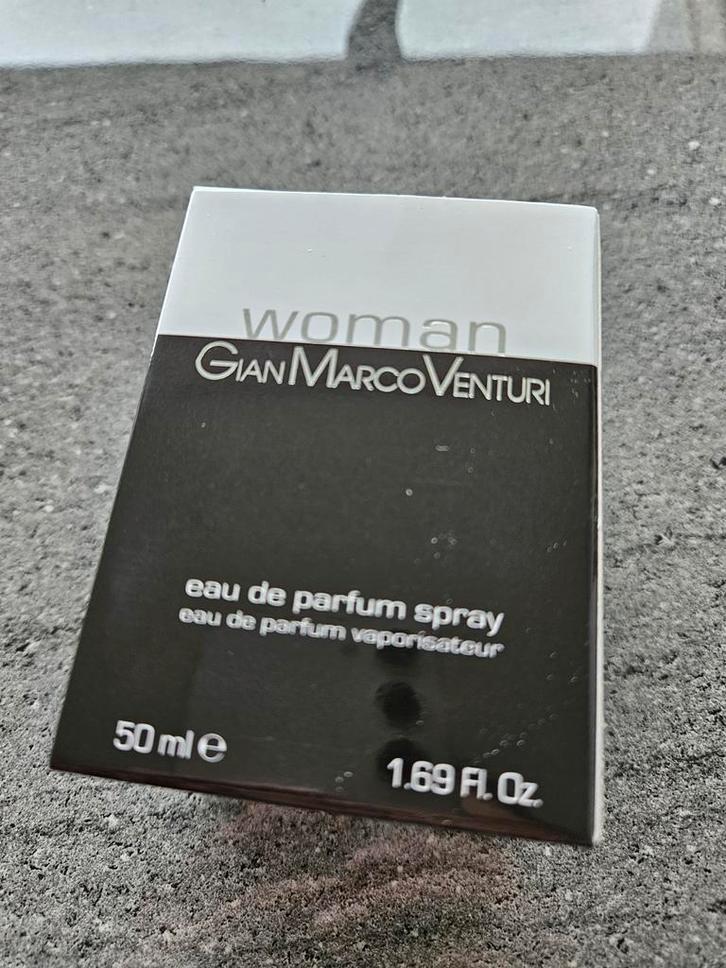 woman
GIANMARCOVENTURI
eau de parfum spray
eau de parfum vaporisateur
50 ml e
1.69 Fl. Oz.